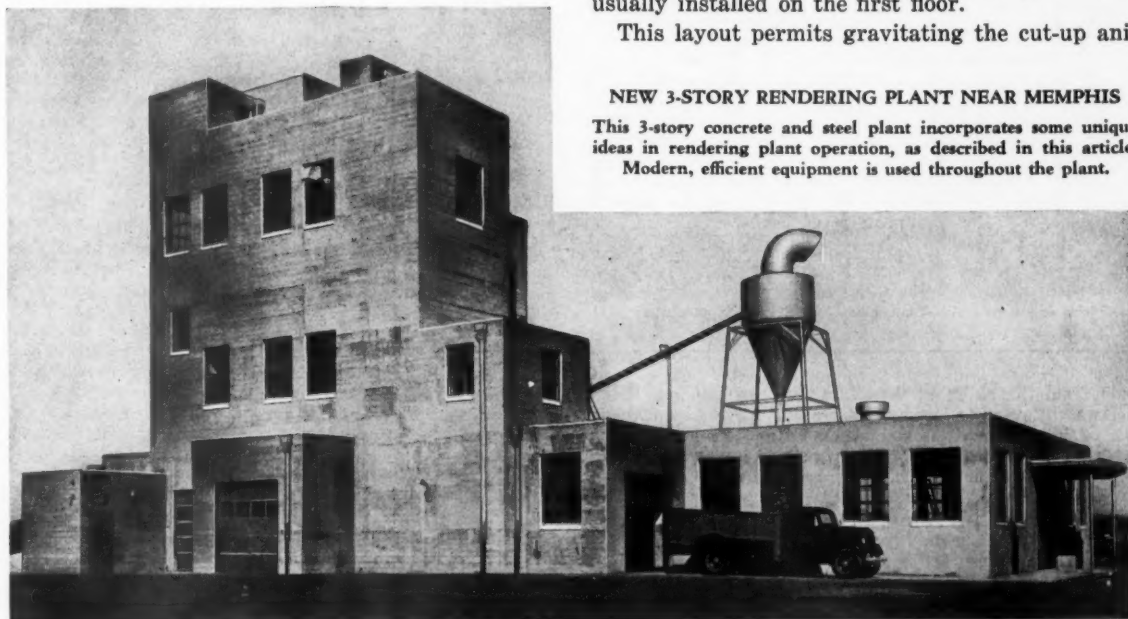 usually installed on the first floor.
This layout permits gravitating the cut-up ani
NEW 3-STORY RENDERING PLANT NEAR MEMPHIS
This 3-story concrete and steel plant incorporates some uniqu
ideas in rendering plant operation, as described in this article
Modern, efficient equipment is used throughout the plant.